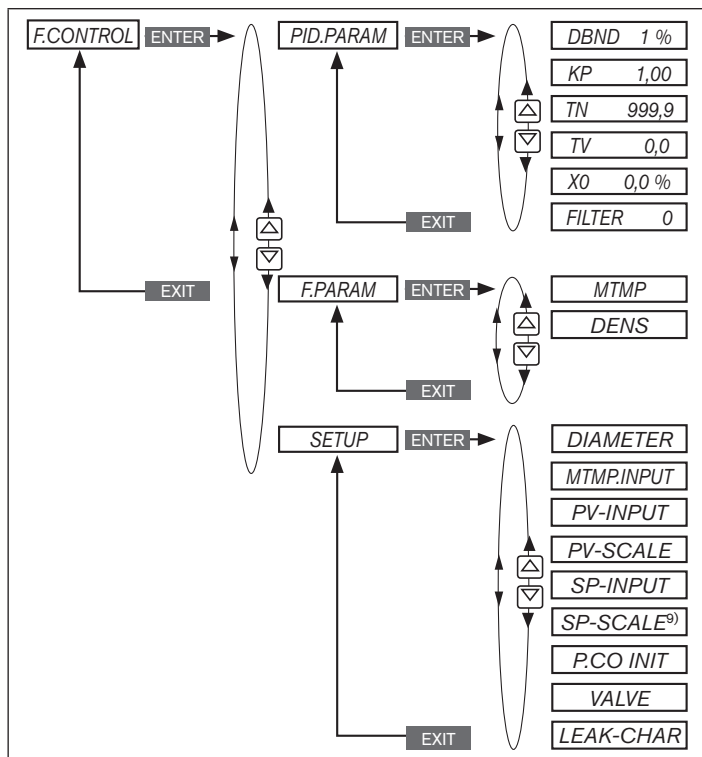 F.CONTROL ENTER PID.PARAM ENTER DBND 1 %
KP 1,00
TN 999,9
TV 0,0
X0 0,0 %
EXIT FILTER 0
EXIT F.PARAM ENTER MTMP
DENS
EXIT
SETUP ENTER DIAMETER
MTMP.INPUT
PV-INPUT
PV-SCALE
SP-INPUT
SP-SCALE9)
P.CO INIT
VALVE
EXIT LEAK-CHAR